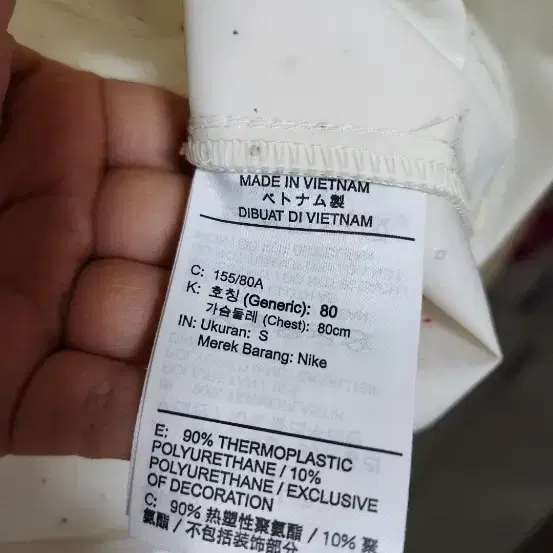 MADE IN VIETNAM
ベトナム製
DIBUAT DI VIETNAM
C: 155/80A
K: 호칭 (Generic): 80
가슴둘레 (Chest): 80cm
IN: Ukuran: S
Merek Barang: Nike
E: 90% THERMOPLASTIC
POLYURETHANE / 10%
POLYURETHANE / EXCLUSIVE
OF DECORATION
C: 90% 热塑性聚氨酯 / 10% 聚
氨酯 / 不包括装饰部分